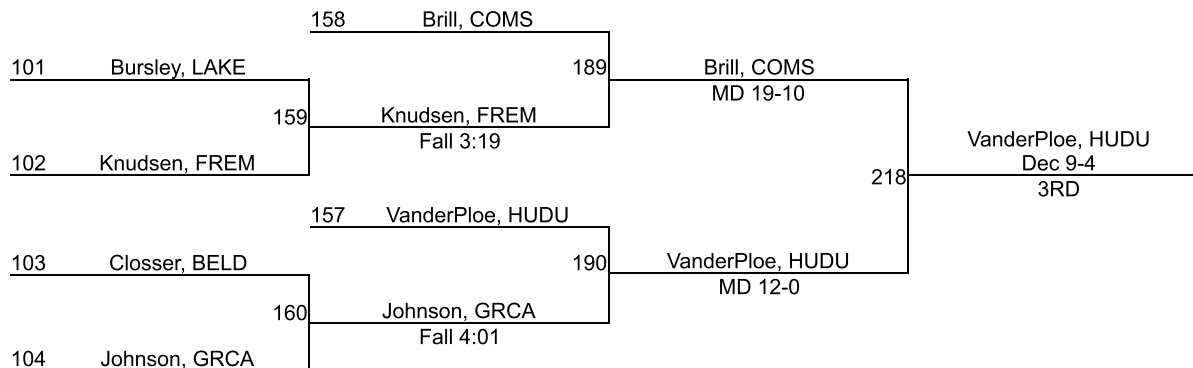 158 Brill, COMS
101 Bursley, LAKE
189 Brill, COMS
MD 19-10
159 Knudsen, FREM
Fall 3:19
VanderPloe, HUDU
102 Knudsen, FREM
Dec 9-4
218
3RD
157 VanderPloe, HUDU
103 Closser, BELD
190 VanderPloe, HUDU
MD 12-0
160 Johnson, GRCA
Fall 4:01
104 Johnson, GRCA